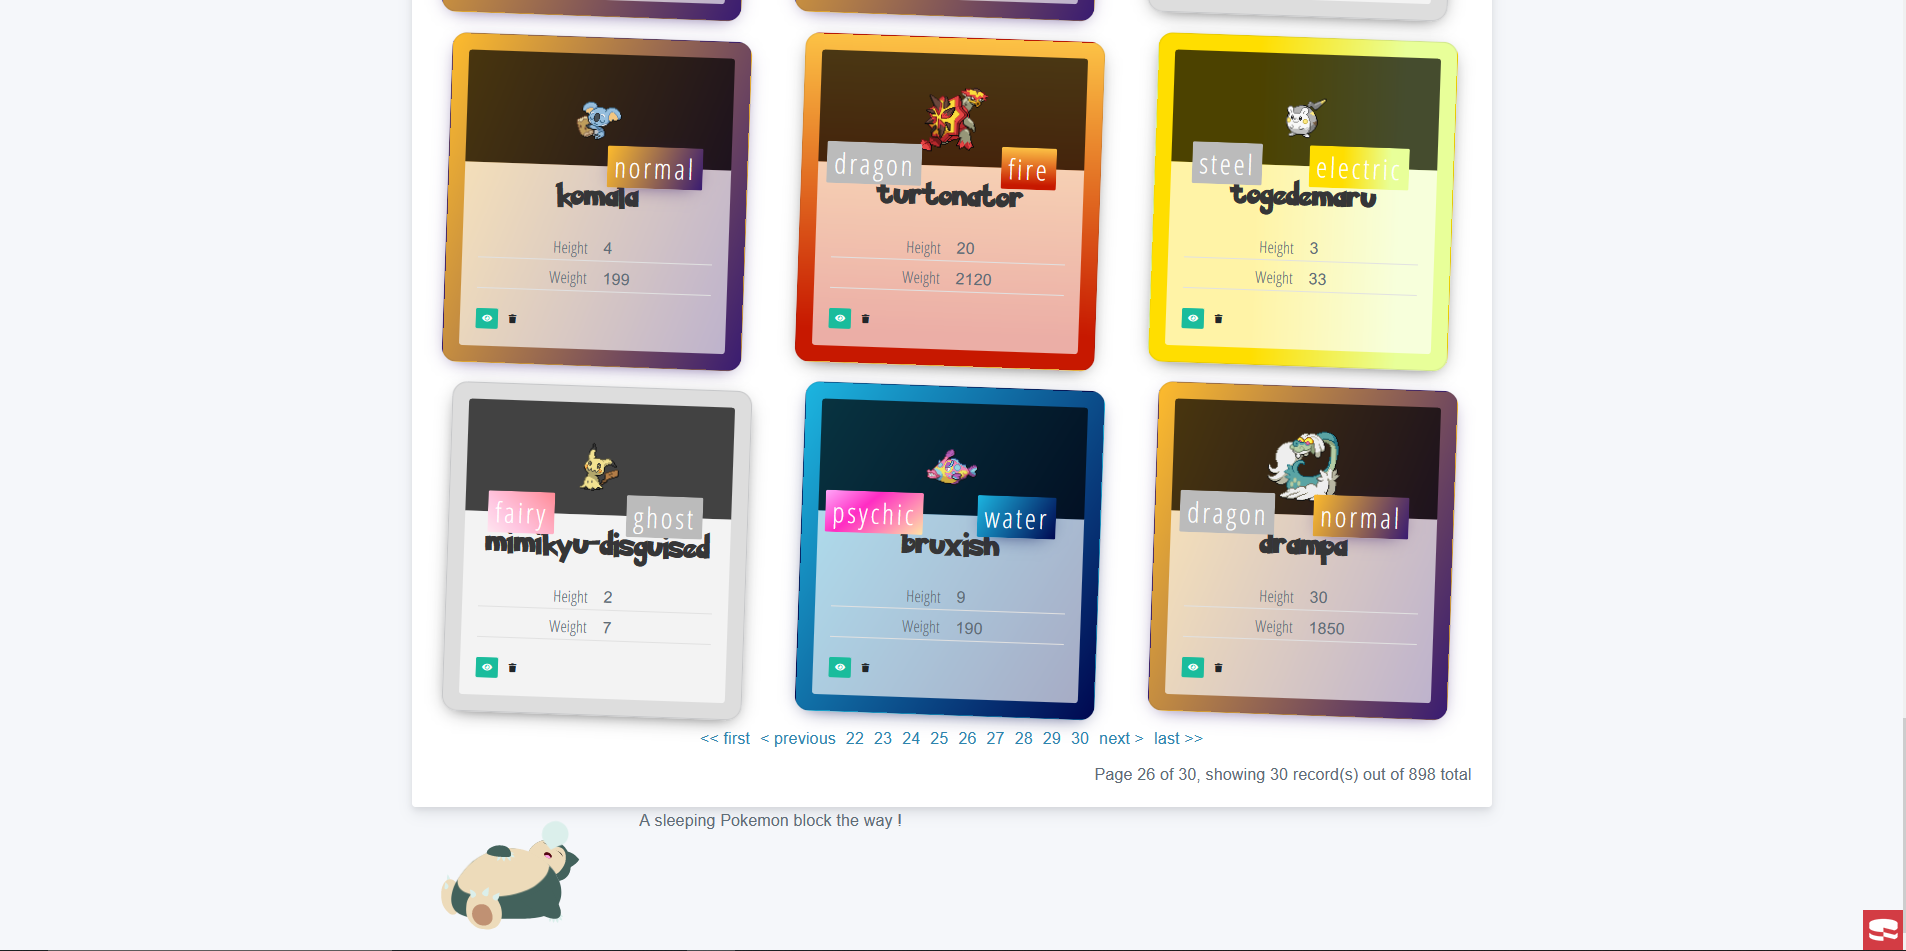 normal
komala
Height 4
Weight 199
dragon fire
turtonator
Height 20
Weight 2120
steel electric
togedemaru
Height 3
Weight 33
fairy ghost
mimikyu-disguised
Height 2
Weight 7
psychic water
bruxish
Height 9
Weight 190
dragon normal
drampa
Height 30
Weight 1850
<< first < previous 22 23 24 25 26 27 28 29 30 next > last >>
Page 26 of 30, showing 30 record(s) out of 898 total
A sleeping Pokemon block the way !